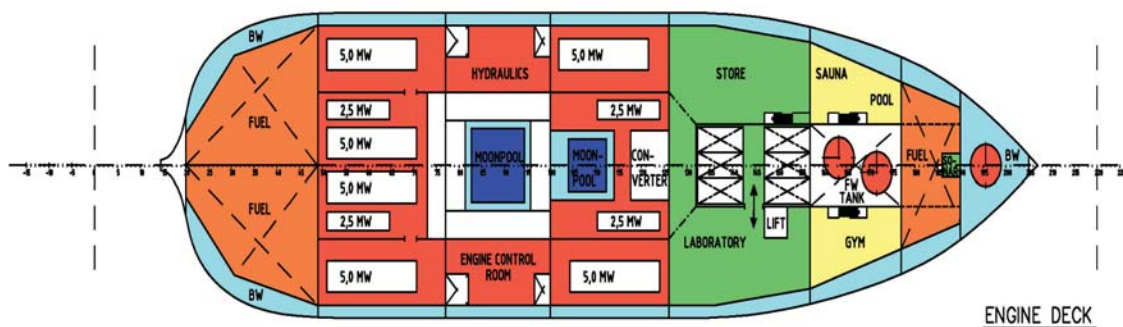 BW
5,0 MW
5,0 MW
HYDRAULICS
STORE
SAUNA
POOL
2,5 MW
2,5 MW
FUEL
5,0 MW
MOONPOOL
MOON-
POOL
CON-
VERTER
FUEL
SO-
NAR
BW
FUEL
5,0 MW
FW
TANK
2,5 MW
2,5 MW
LIFT
LABORATORY
GYM
ENGINE CONTROL
ROOM
5,0 MW
5,0 MW
BW
ENGINE DECK